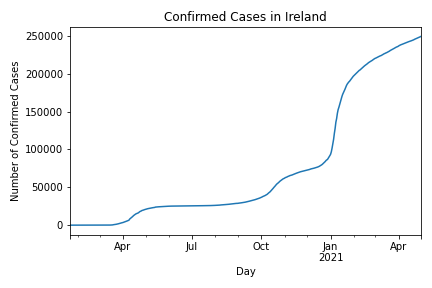 Confirmed Cases in Ireland
Number of Confirmed Cases
250000
200000
150000
100000
50000
0
Apr
Jul
Oct
Jan
2021
Apr
Day